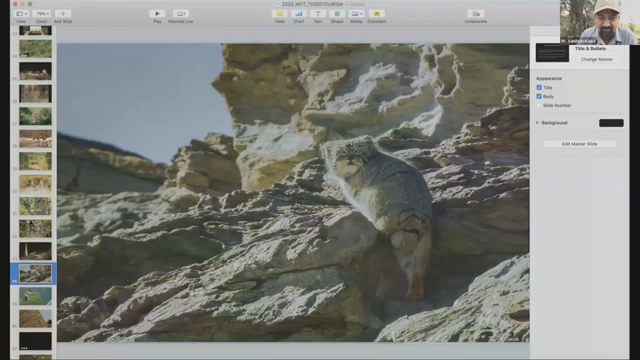 2020_MOT_TIGERTOURISM
View
Zoom
Add Slide
Play
Keynote Live
Table
Chart
Text
Shape
Media
Comment
Collaborate
Title & Bullets
Change Master
Appearance
Title
Body
Slide Number
Background
Edit Master Slide